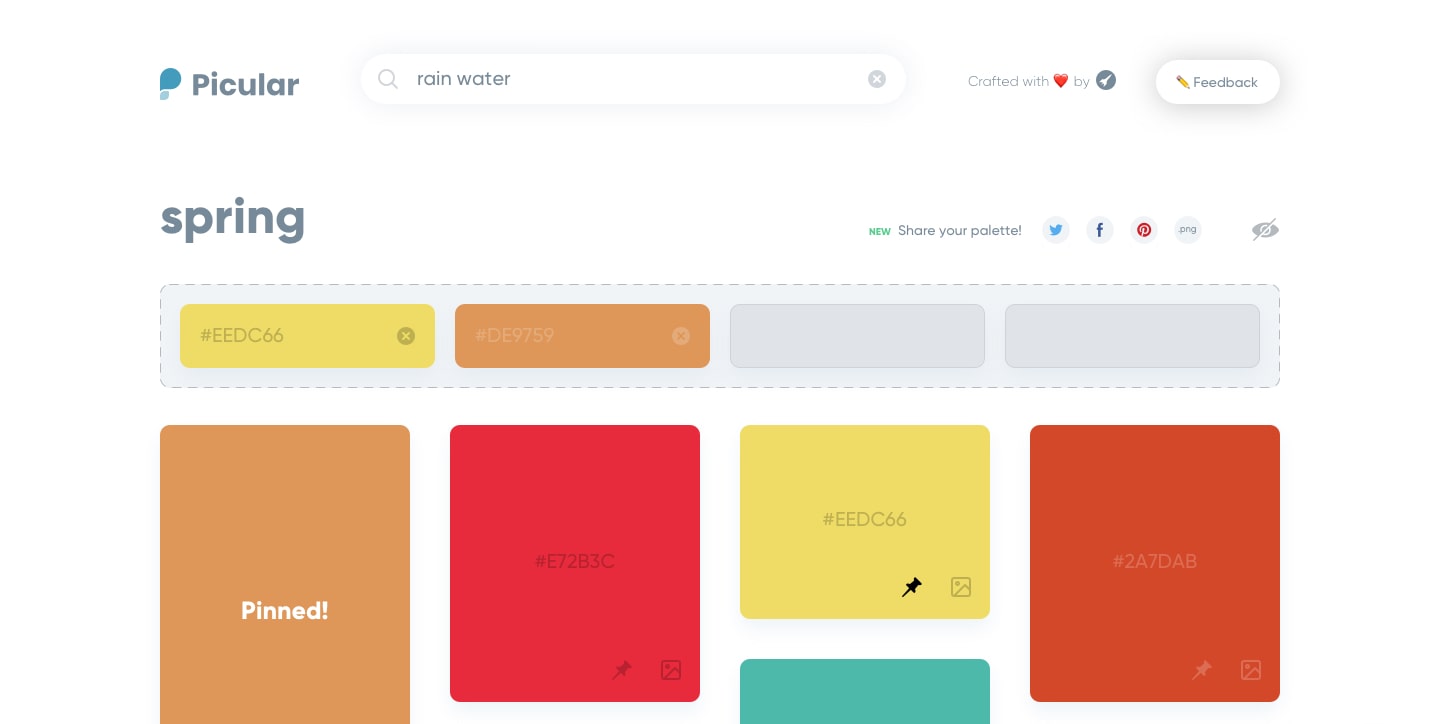 Picular
rain water
Crafted with ❤️ by
✏️ Feedback
spring
NEW Share your palette!
.png
#EEDC66
#DE9759
Pinned!
#E72B3C
#EEDC66
#2A7DAB